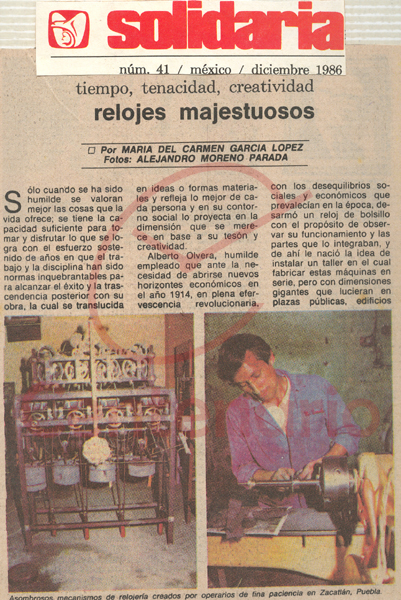 solidaria
núm. 41 / méxico / diciembre 1986
tiempo, tenacidad, creatividad
relojes majestuosos
□ Por MARIA DEL CARMEN GARCIA LOPEZ
Fotos: ALEJANDRO MORENO PARADA
Sólo cuando se ha sido
humilde se valoran
mejor las cosas que la
vida ofrece; se tiene la ca-
pacidad suficiente para to-
mar y disfrutar lo que se lo-
gra con el esfuerzo soste-
nido de años en que el tra-
bajo y la disciplina han sido
normas inquebrantables pa-
ra alcanzar el éxito y la tras-
cendencia posterior con su
obra, la cual se translucida
en ideas o formas materia-
les y refleja lo mejor de ca-
da persona y en su contor-
no social lo proyecta en la
dimensión que se mere-
ce en base a su tesón y
creatividad.
Alberto Olvera, humilde
empleado que ante la ne-
cesidad de abrirse nuevos
horizontes económicos en
el año 1914, en plena efer-
vescencia revolucionaria,
con los desequilibrios so-
ciales y económicos que
prevalecían en la época, de-
sarmó un reloj de bolsillo
con el propósito de obser-
var su funcionamiento y las
partes que lo integraban, y
de ahí le nació la idea de
instalar un taller en el cual
fabricar estas máquinas en
serie, pero con dimensiones
gigantes que lucieran en
plazas públicas, edificios
Asombrosos mecanismos de relojería creados por operarios de tina paciencia en Zacatlán, Puebla